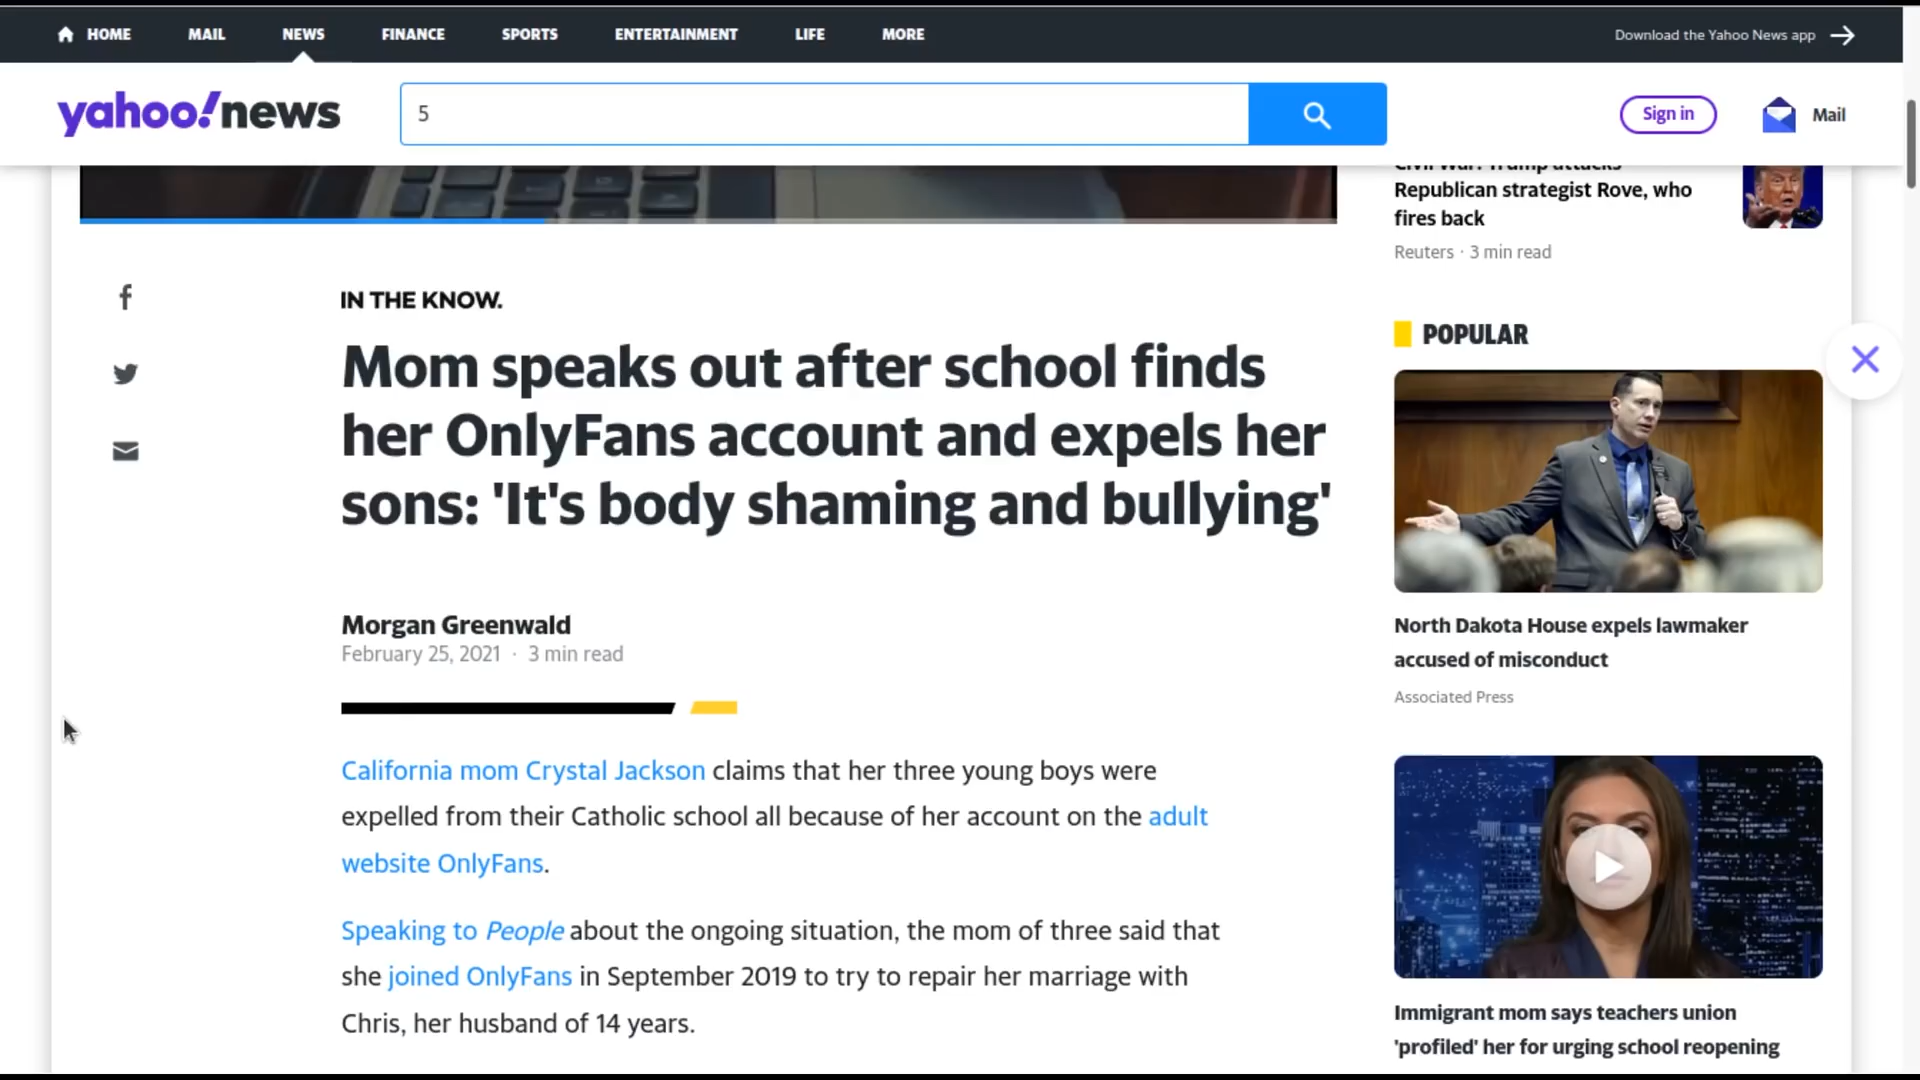 HOME MAIL NEWS FINANCE SPORTS ENTERTAINMENT LIFE MORE Download the Yahoo News app
yahoo!news 5 Sign in Mail
IN THE KNOW.
Mom speaks out after school finds
her OnlyFans account and expels her
sons: 'It's body shaming and bullying'
Morgan Greenwald
February 25, 2021 · 3 min read
California mom Crystal Jackson claims that her three young boys were
expelled from their Catholic school all because of her account on the adult
website OnlyFans.
Speaking to People about the ongoing situation, the mom of three said that
she joined OnlyFans in September 2019 to try to repair her marriage with
Chris, her husband of 14 years.
Civil War: Trump attacks
Republican strategist Rove, who
fires back
Reuters · 3 min read
POPULAR
North Dakota House expels lawmaker
accused of misconduct
Associated Press
Immigrant mom says teachers union
'profiled' her for urging school reopening